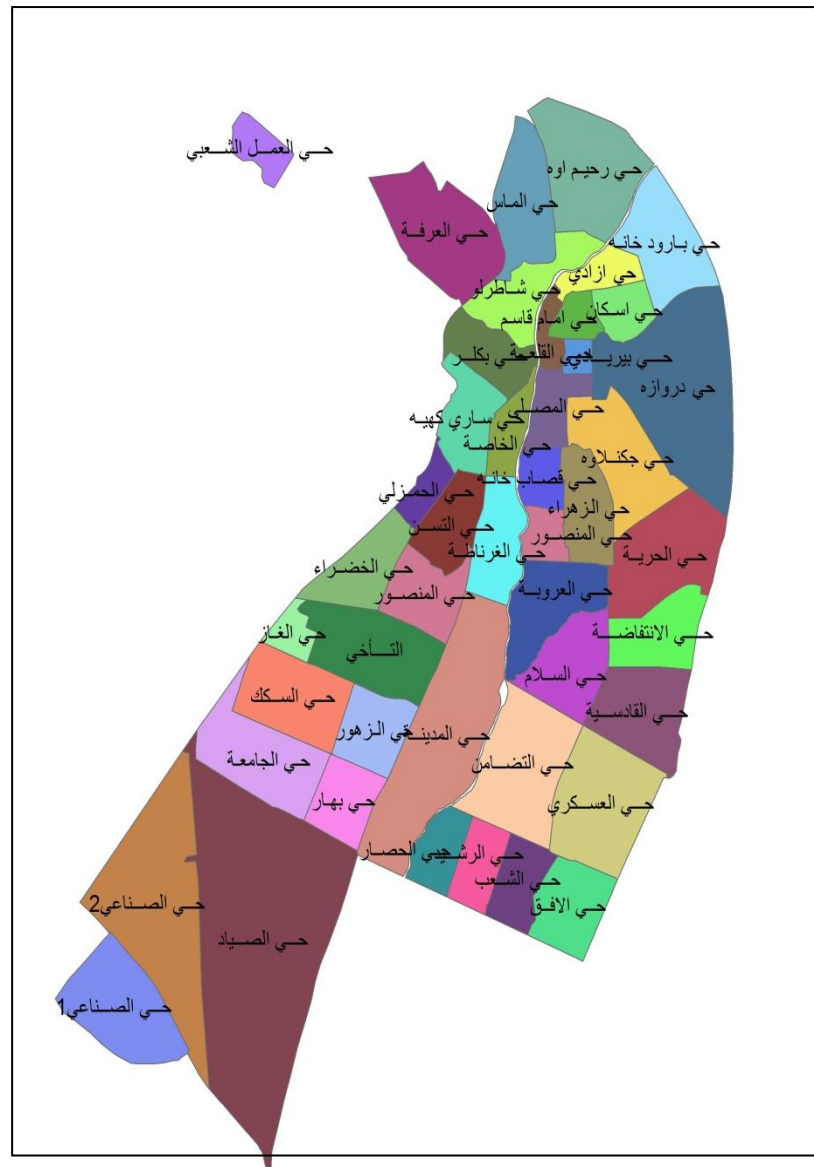 حي العمل الشعبي
حي رحيم اوه
حي الماس
حي العرفة
حي بارود خانه
حي ازادي
حي شاطرلو
حي اسكان
حي امام قاسم
حي القلعة
حي بيريادي
حي بكلر
حي دروازه
حي المصلى
حي ساري كهيه
حي الخاصة
حي جكنلاوه
حي قصاب خانه
حي الحمزلي
حي الزهراء
حي التسن
حي المنصور
حي الغرناطة
حي الحرية
حي الخضراء
حي المنصور
حي العروبة
حي الغاز
حي الانتفاضة
التأخي
حي السلام
حي السكك
حي القادسية
حي الزهور
حي المدينة
حي الجامعة
حي التضامن
حي بهار
حي العسكري
حي الحصار
حي الرشيد
حي الشعب
حي الصناعي2
حي الافق
حي الصياد
حي الصناعي1